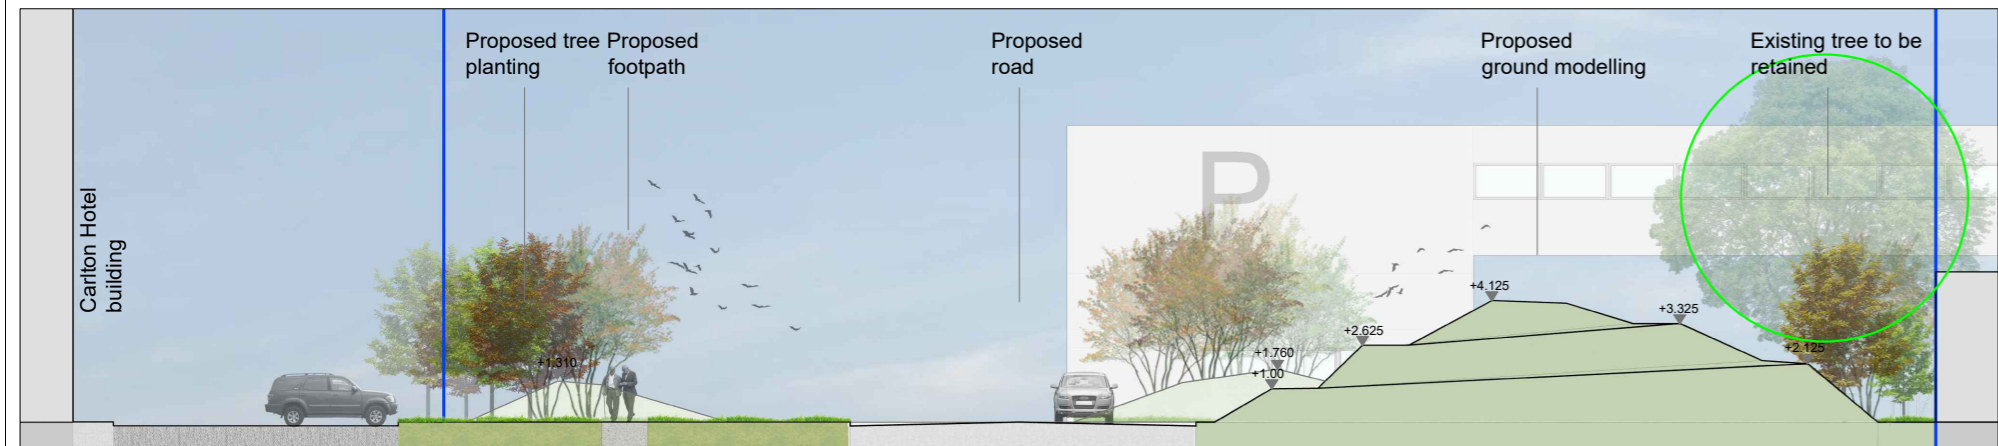 Proposed tree
planting
Proposed
footpath
Proposed
road
Proposed
ground modelling
Existing tree to be
retained
Carlton Hotel
building
P
+1.310
+1.760
+1.00
+2.625
+4.125
+3.325
+2.125